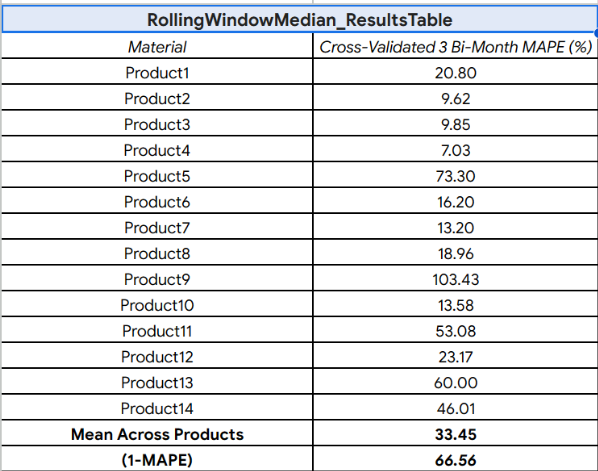 RollingWindowMedian_ResultsTable
Material Cross-Validated 3 Bi-Month MAPE (%)
Product1 20.80
Product2 9.62
Product3 9.85
Product4 7.03
Product5 73.30
Product6 16.20
Product7 13.20
Product8 18.96
Product9 103.43
Product10 13.58
Product11 53.08
Product12 23.17
Product13 60.00
Product14 46.01
Mean Across Products 33.45
(1-MAPE) 66.56